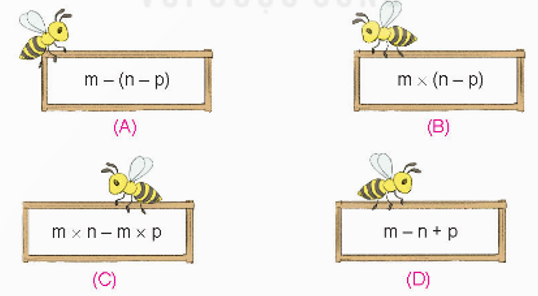 m – (n – p)
m × (n – p)
(A)
(B)
m × n – m × p
m – n + p
(C)
(D)